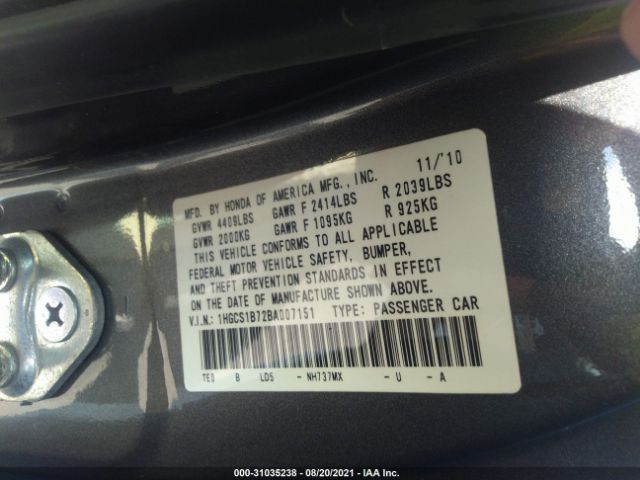 MFD. BY HONDA OF AMERICA MFG., INC. 11/'10
GVWR 4409LBS GAWR F 2414LBS R 2039LBS
GVWR 2000KG GAWR F 1095KG R 925KG
THIS VEHICLE CONFORMS TO ALL APPLICABLE
FEDERAL MOTOR VEHICLE SAFETY, BUMPER,
AND THEFT PREVENTION STANDARDS IN EFFECT
ON THE DATE OF MANUFACTURE SHOWN ABOVE.
V.I.N.: 1HGCS1B72BA007151 TYPE: PASSENGER CAR
TE0 B LD5 - NH737MX - U - A
000-31035238 - 08/20/2021 - IAA Inc.